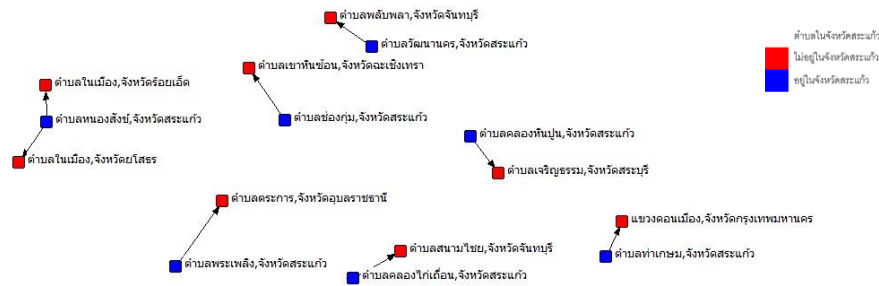 ตำบลพลับพลา,จังหวัดจันทบุรี
ตำบลวัฒนานคร,จังหวัดสระแก้ว
ตำบลเขาหินซ้อน,จังหวัดฉะเชิงเทรา
ตำบลในเมือง,จังหวัดร้อยเอ็ด
ตำบลหนองสังข์,จังหวัดสระแก้ว
ตำบลช่องกุ่ม,จังหวัดสระแก้ว
ตำบลในเมือง,จังหวัดยโสธร
ตำบลคลองหินปูน,จังหวัดสระแก้ว
ตำบลเจริญธรรม,จังหวัดสระบุรี
ตำบลตระการ,จังหวัดอุบลราชธานี
ตำบลพระเพลิง,จังหวัดสระแก้ว
ตำบลสนามไชย,จังหวัดจันทบุรี
ตำบลคลองไก่เถื่อน,จังหวัดสระแก้ว
แขวงดอนเมือง,จังหวัดกรุงเทพมหานคร
ตำบลท่าเกษม,จังหวัดสระแก้ว
ตำบลในจังหวัดสระแก้ว
ไม่อยู่ในจังหวัดสระแก้ว
อยู่ในจังหวัดสระแก้ว